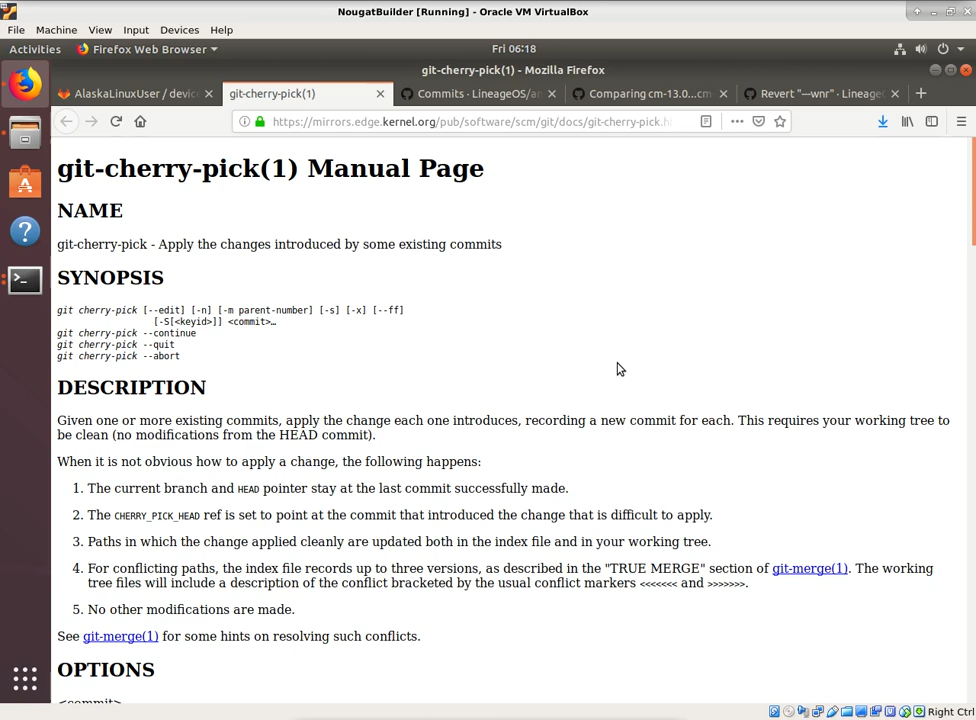 NougatBuilder [Running] - Oracle VM VirtualBox
File Machine View Input Devices Help
Activities Firefox Web Browser Fri 06:18
git-cherry-pick(1) - Mozilla Firefox
AlaskaLinuxUser / device git-cherry-pick(1) Commits · LineageOS/an Comparing cm-13.0...cm- Revert "—wnr" · Lineage
https://mirrors.edge.kernel.org/pub/software/scm/git/docs/git-cherry-pick.h
git-cherry-pick(1) Manual Page
NAME
git-cherry-pick - Apply the changes introduced by some existing commits
SYNOPSIS
git cherry-pick [--edit] [-n] [-m parent-number] [-s] [-x] [--ff]
[-S[<keyid>]] <commit>…
git cherry-pick --continue
git cherry-pick --quit
git cherry-pick --abort
DESCRIPTION
Given one or more existing commits, apply the change each one introduces, recording a new commit for each. This requires your working tree to
be clean (no modifications from the HEAD commit).
When it is not obvious how to apply a change, the following happens:
1. The current branch and HEAD pointer stay at the last commit successfully made.
2. The CHERRY_PICK_HEAD ref is set to point at the commit that introduced the change that is difficult to apply.
3. Paths in which the change applied cleanly are updated both in the index file and in your working tree.
4. For conflicting paths, the index file records up to three versions, as described in the "TRUE MERGE" section of git-merge(1). The working
tree files will include a description of the conflict bracketed by the usual conflict markers <<<<<<< and >>>>>>>.
5. No other modifications are made.
See git-merge(1) for some hints on resolving such conflicts.
OPTIONS
<commit>
Right Ctrl